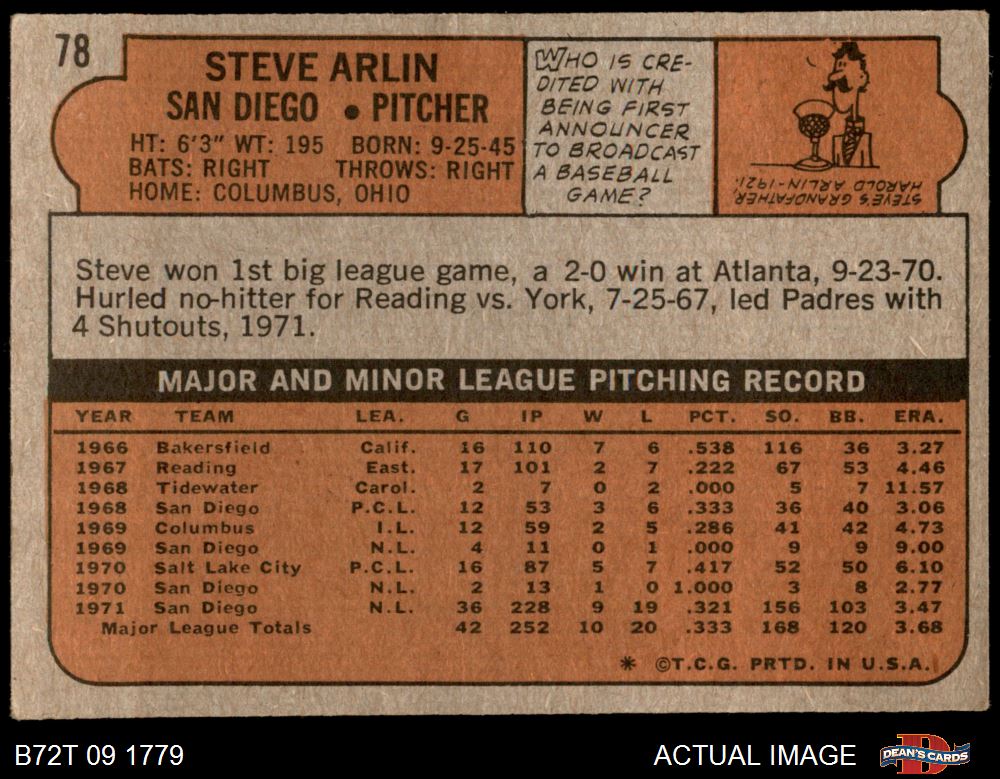 78
STEVE ARLIN
SAN DIEGO • PITCHER
HT: 6'3" WT: 195 BORN: 9-25-45
BATS: RIGHT THROWS: RIGHT
HOME: COLUMBUS, OHIO
WHO IS CRE-
DITED WITH
BEING FIRST
ANNOUNCER
TO BROADCAST
A BASEBALL
GAME?
STEVE'S GRANDFATHER,
HAROLD ARLIN-1921.
Steve won 1st big league game, a 2-0 win at Atlanta, 9-23-70.
Hurled no-hitter for Reading vs. York, 7-25-67, led Padres with
4 Shutouts, 1971.
MAJOR AND MINOR LEAGUE PITCHING RECORD
YEAR TEAM LEA. G IP W L PCT. SO. BB. ERA.
1966 Bakersfield Calif. 16 110 7 6 .538 116 36 3.27
1967 Reading East. 17 101 2 7 .222 67 53 4.46
1968 Tidewater Carol. 2 7 0 2 .000 5 7 11.57
1968 San Diego P.C.L. 12 53 3 6 .333 36 40 3.06
1969 Columbus I.L. 12 59 2 5 .286 41 42 4.73
1969 San Diego N.L. 4 11 0 1 .000 9 9 9.00
1970 Salt Lake City P.C.L. 16 87 5 7 .417 52 50 6.10
1970 San Diego N.L. 2 13 1 0 1.000 3 8 2.77
1971 San Diego N.L. 36 228 9 19 .321 156 103 3.47
Major League Totals 42 252 10 20 .333 168 120 3.68
* ©T.C.G. PRTD. IN U.S.A.
B72T 09 1779
ACTUAL IMAGE
DEAN'S CARDS